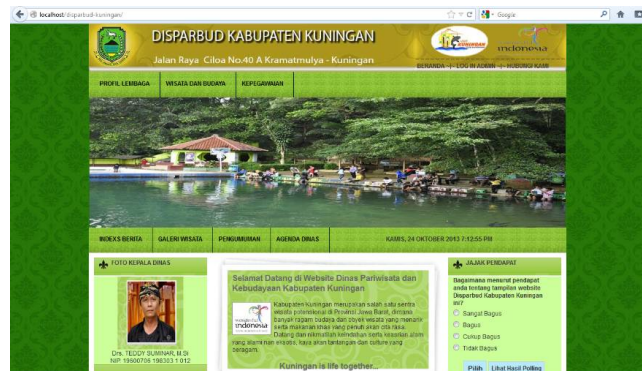 localhost/disparbud-kuningan/
Google
DISPARBUD KABUPATEN KUNINGAN
Jalan Raya Ciloa No.40 A Kramatmulya - Kuningan
KUNINGAN
indonesia
BERANDA -|- LOG IN ADMIN -|- HUBUNGI KAMI
PROFIL LEMBAGA
WISATA DAN BUDAYA
KEPEGAWAIAN
INDEXS BERITA
GALERI WISATA
PENGUMUMAN
AGENDA DINAS
KAMIS, 24 OKTOBER 2013 7:12:55 PM
FOTO KEPALA DINAS
Drs. TEDDY SUMINAR, M.Si
Selamat Datang di Website Dinas Pariwisata dan
Kebudayaan Kabupaten Kuningan
indonesia
Kabupaten Kuningan merupakan salah satu sentra
wisata potensional di Provinsi Jawa Barat, dimana
banyak ragam budaya dan obyek wisata yang menarik
serta makanan khas yang penuh akan cita rasa.
Datang dan nikmatilah keindahan serta keasrian alam
yang alami nan eksotis, kaya akan tantangan dan culture yang
beragam.
Kuningan is life together...
JAJAK PENDAPAT
Bagaimana menurut pendapat
anda tentang tampilan website
Disparbud Kabupaten Kuningan
ini?
Sangat Bagus
Bagus
Cukup Bagus
Tidak Bagus
Pilih
Lihat Hasil Polling